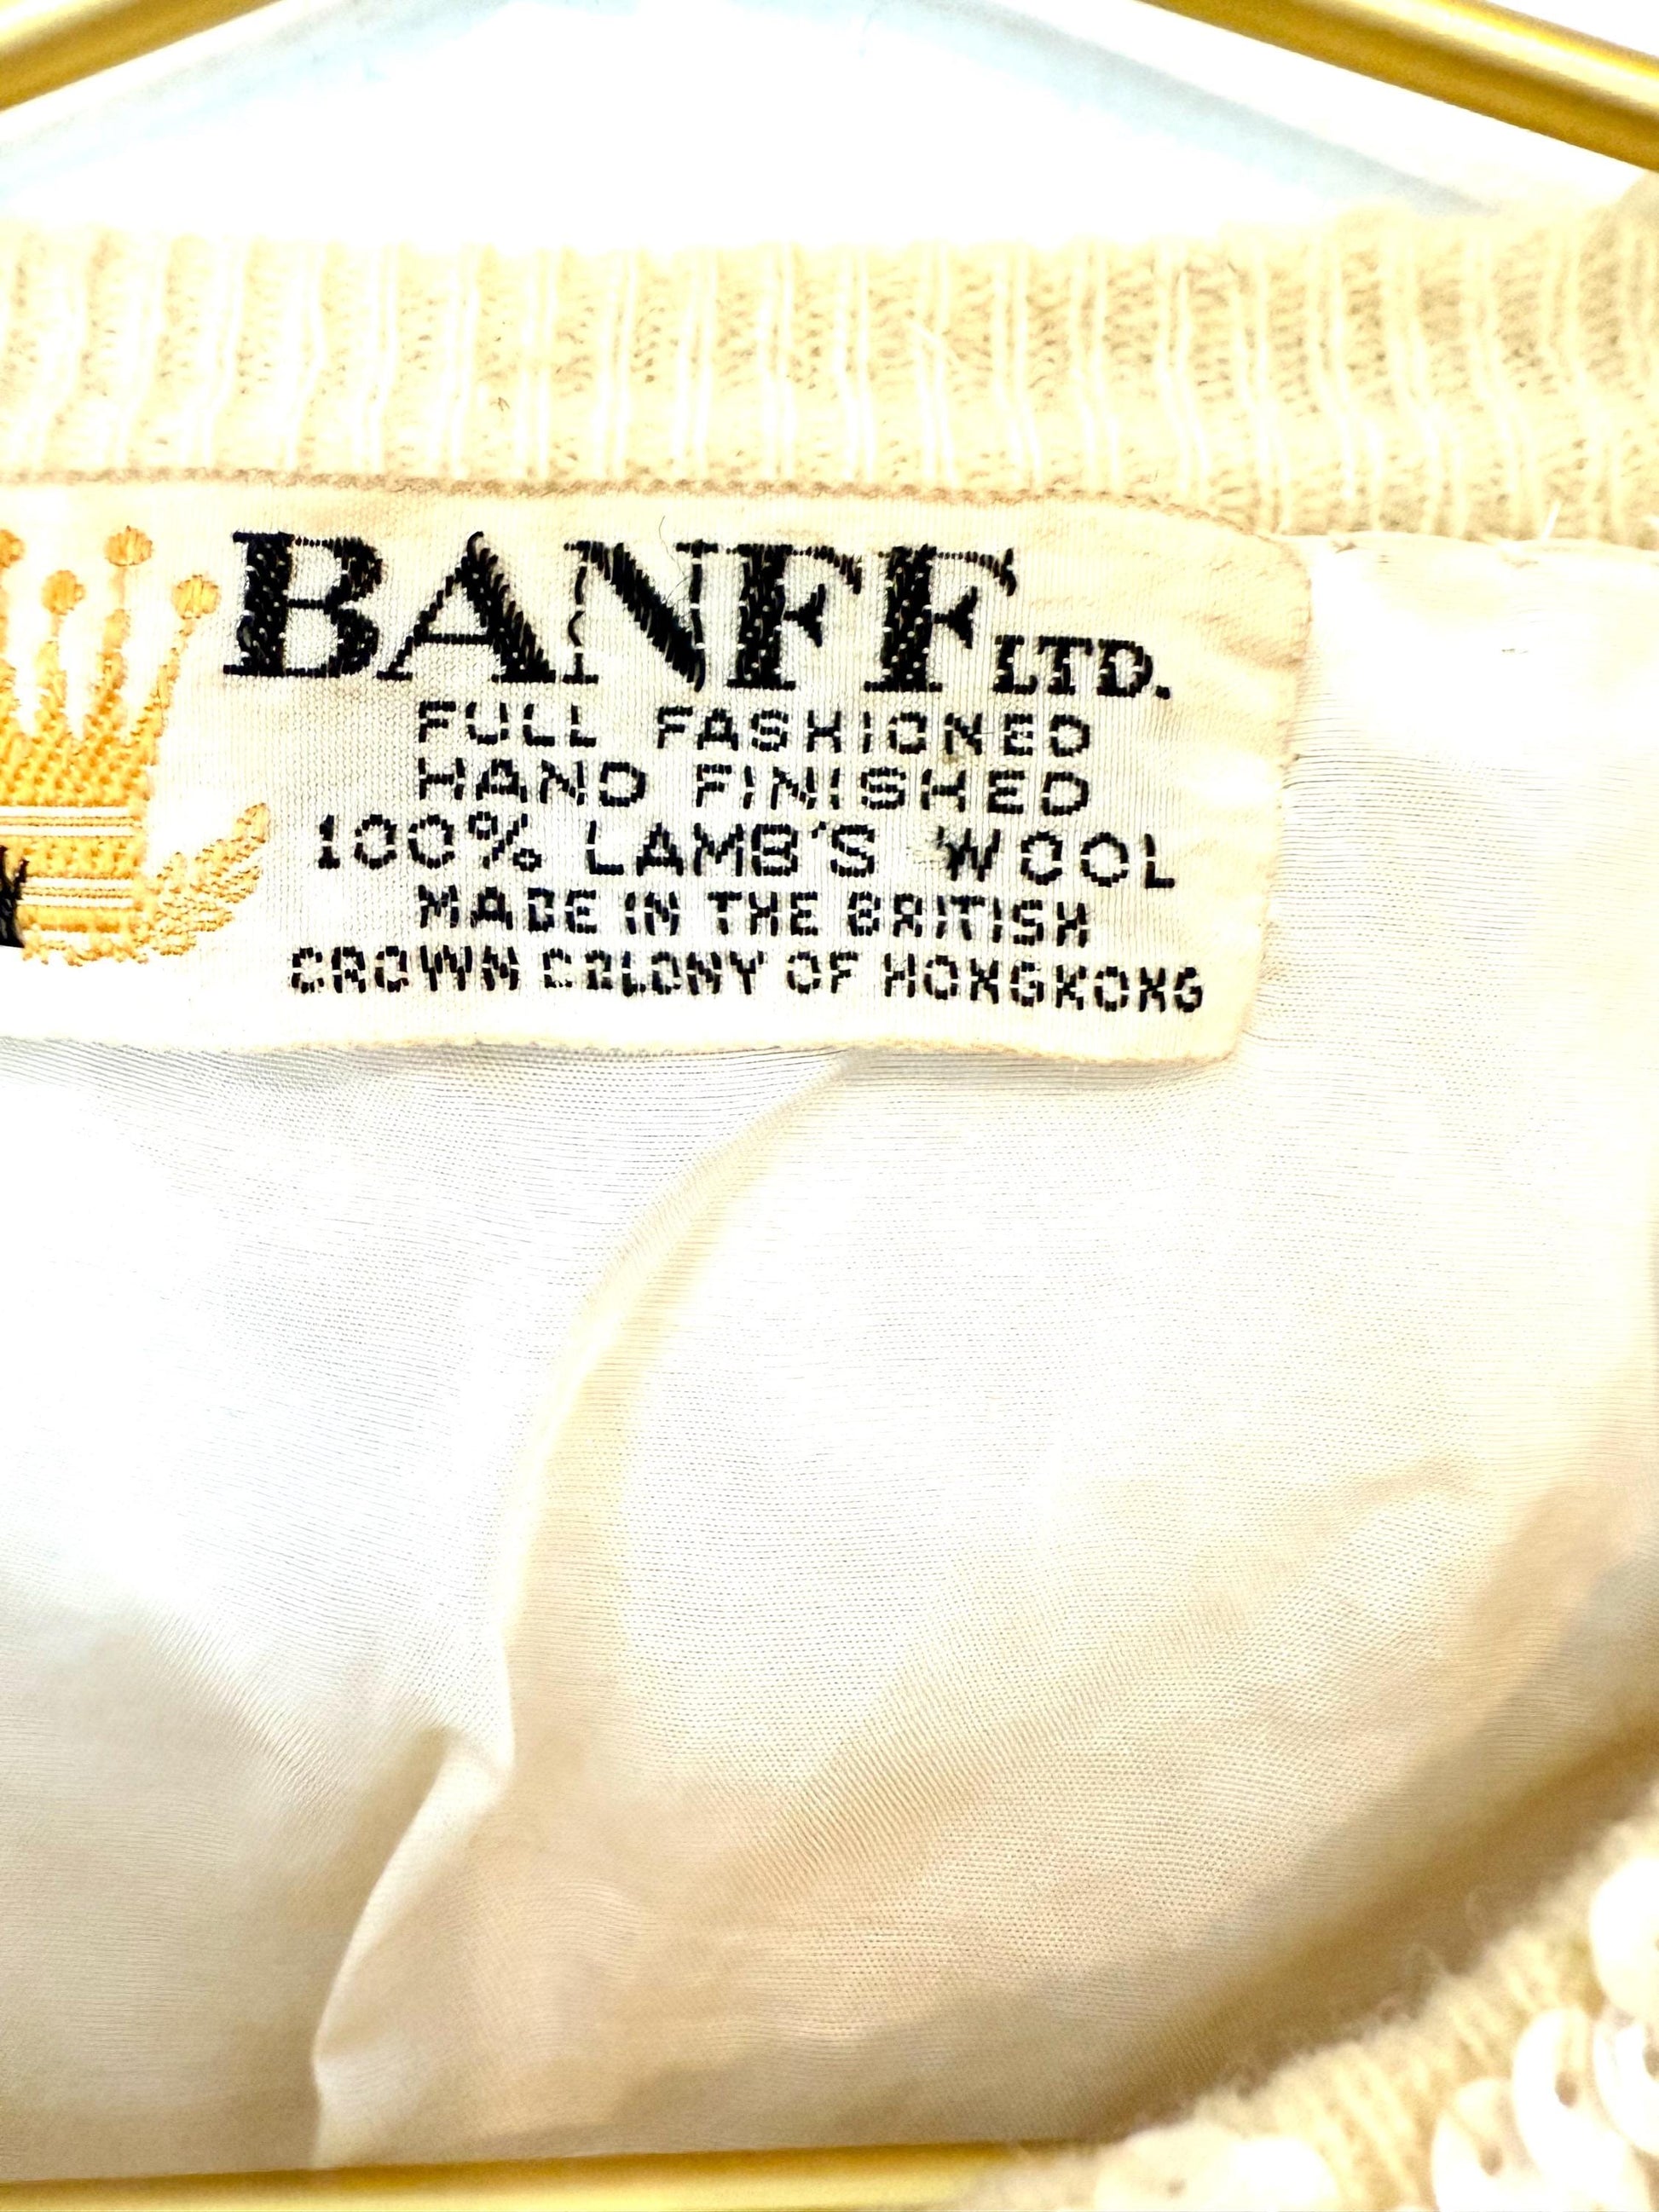 BANFF LTD.
FULL FASHIONED
HAND FINISHED
100% LAMB'S WOOL
MADE IN THE BRITISH
CROWN COLONY OF HONGKONG